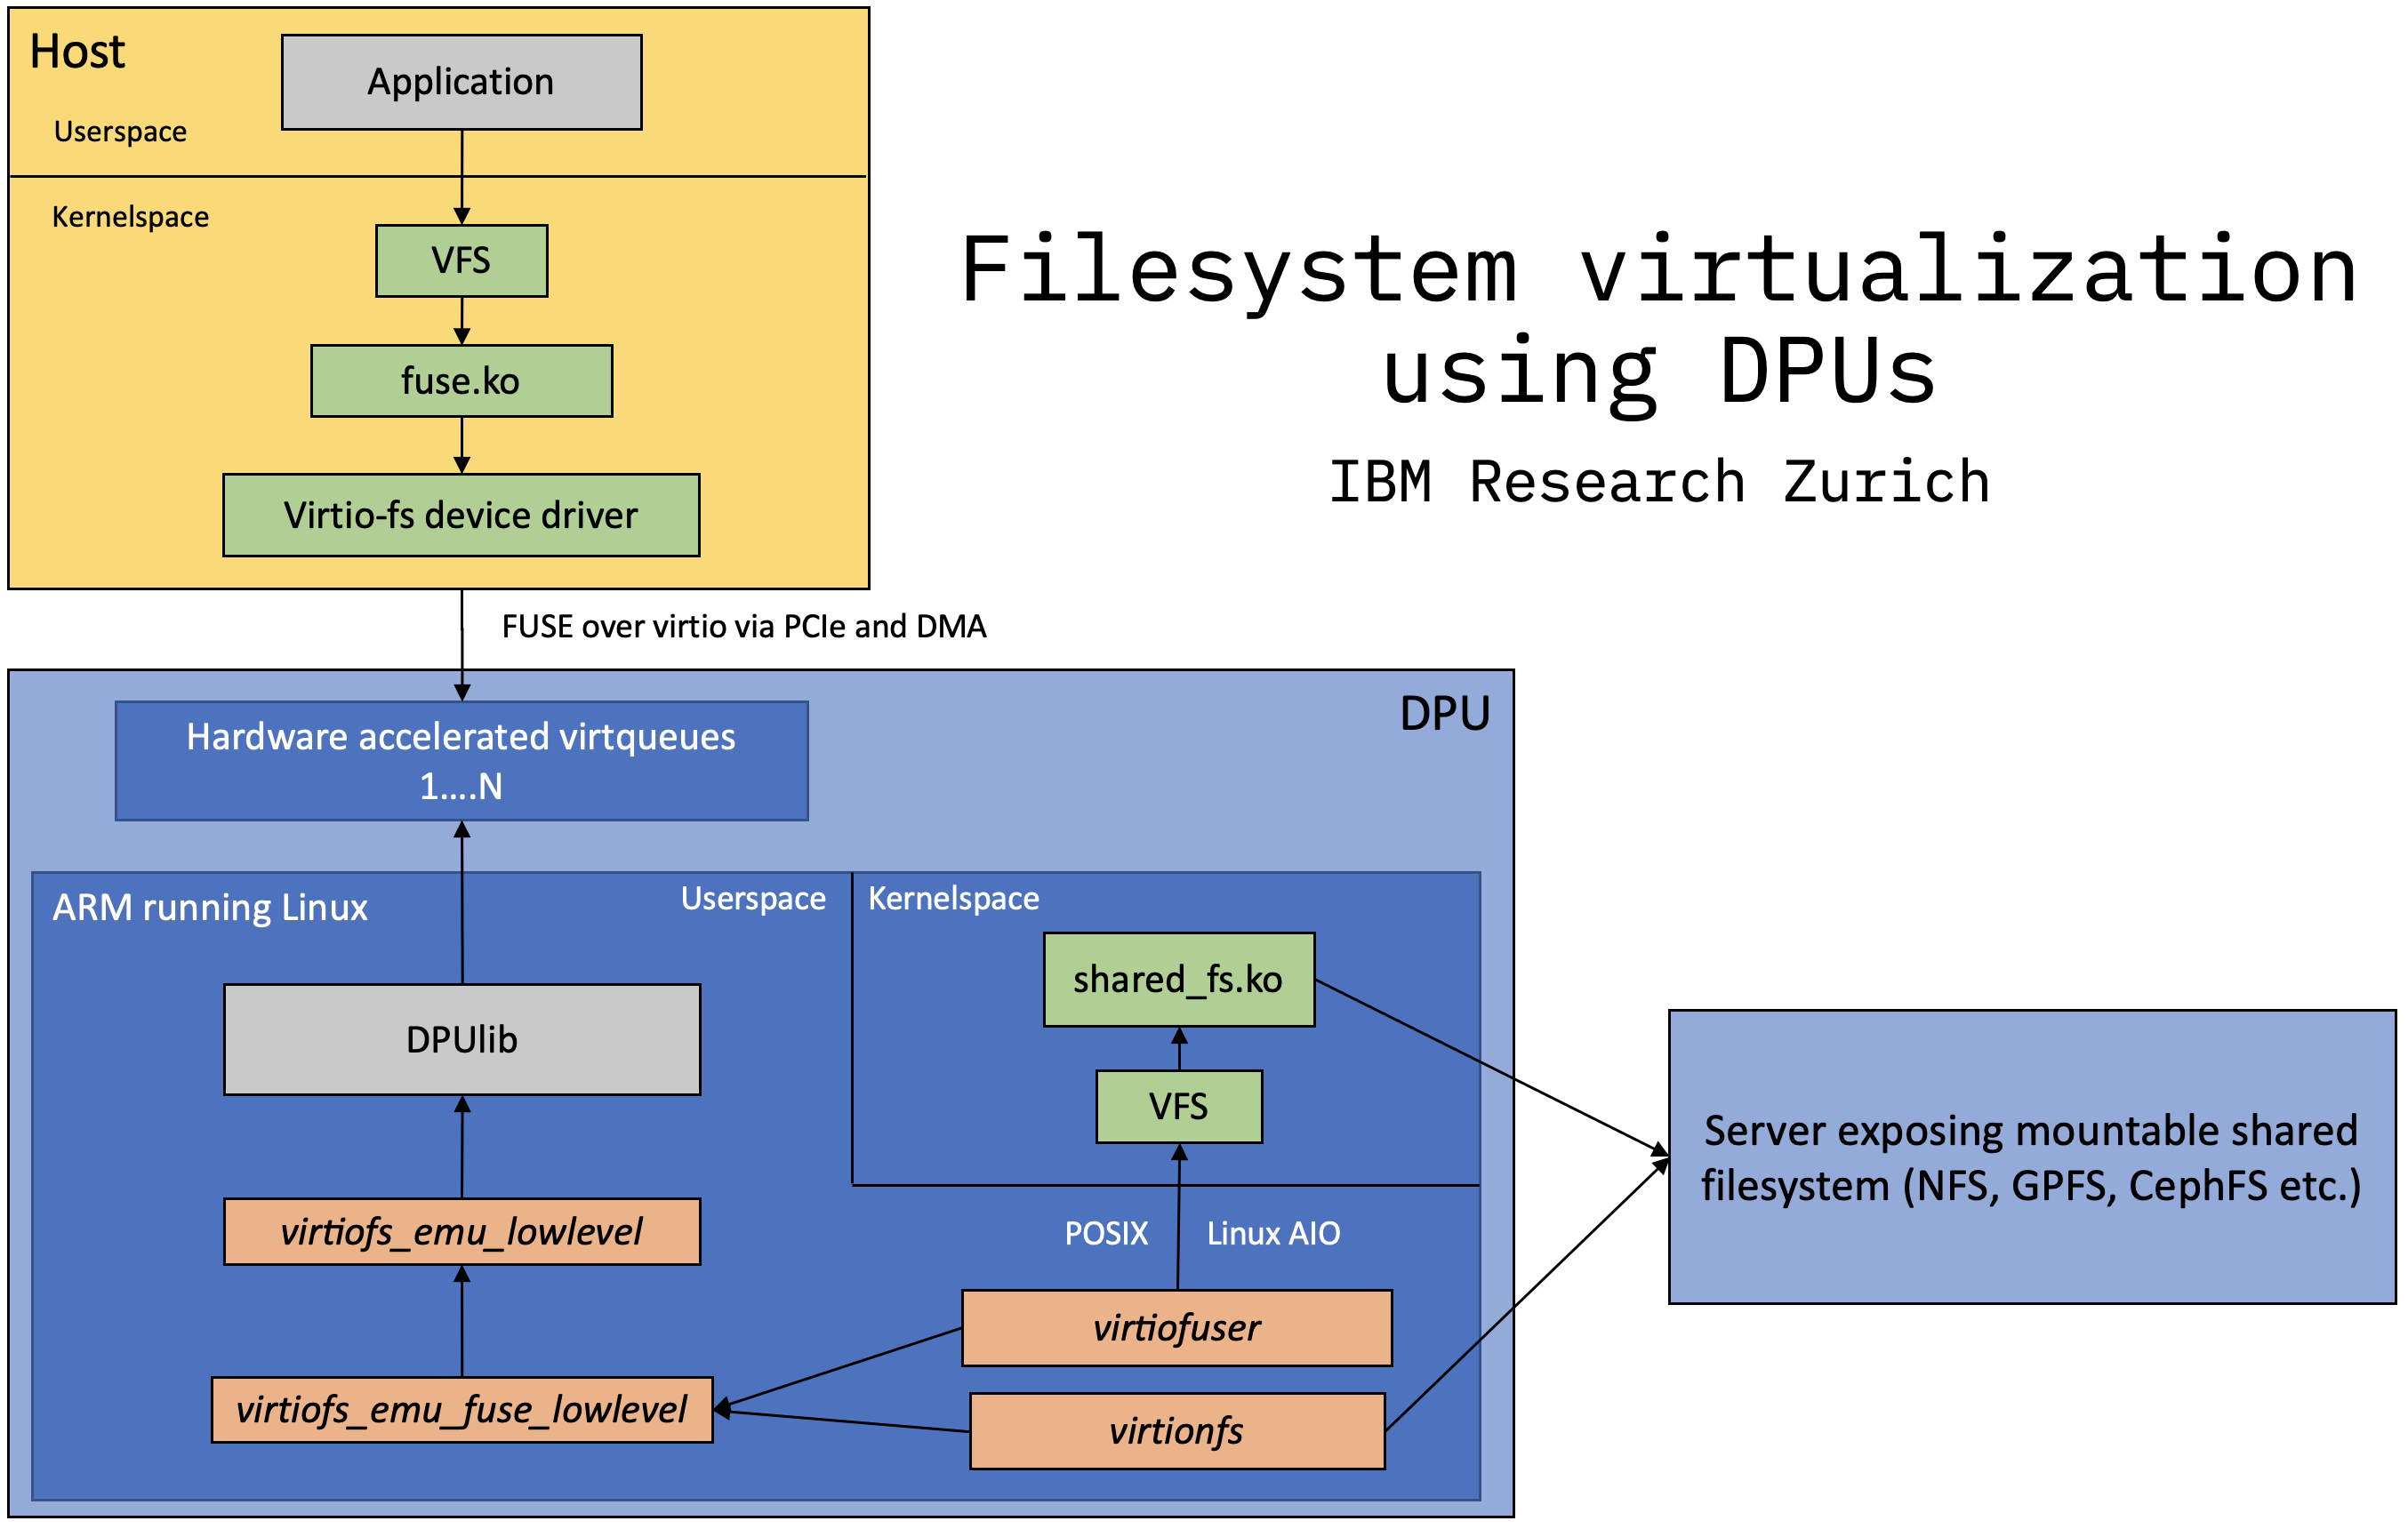 Host
Application
Userspace
Kernelspace
VFS
fuse.ko
Virtio-fs device driver
Filesystem virtualization
using DPUs
IBM Research Zurich
FUSE over virtio via PCIe and DMA
DPU
Hardware accelerated virtqueues
1....N
ARM running Linux
Userspace
Kernelspace
shared_fs.ko
DPUlib
VFS
Server exposing mountable shared
filesystem (NFS, GPFS, CephFS etc.)
virtiofs_emu_lowlevel
POSIX
Linux AIO
virtiofuser
virtiofs_emu_fuse_lowlevel
virtionfs